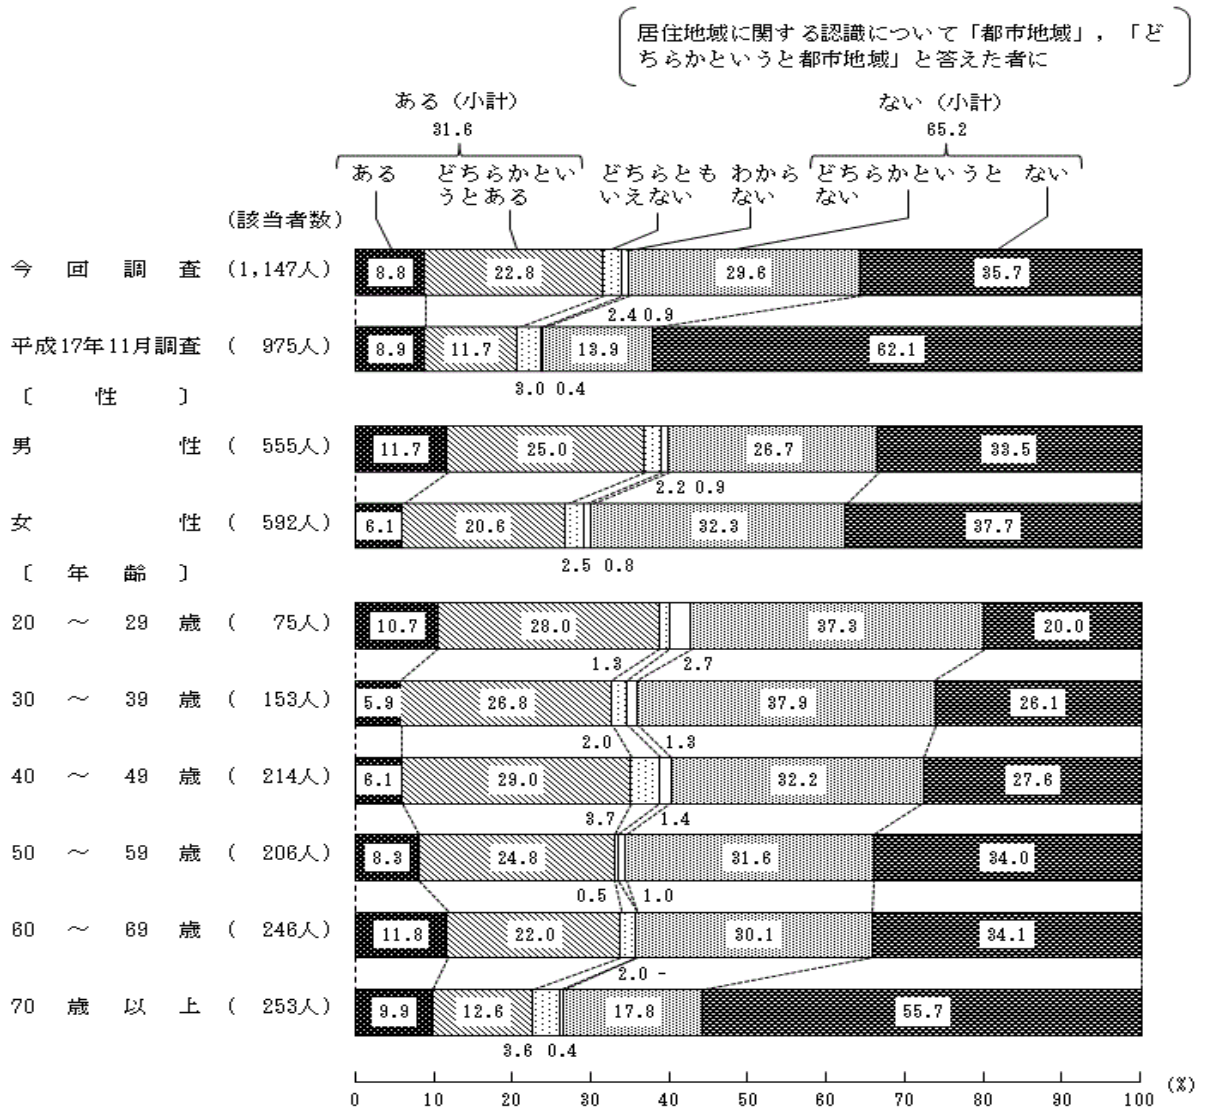 居住地域に関する認識について「都市地域」，「ど
ちらかというと都市地域」と答えた者に
ある（小計）
31.6
ない（小計）
65.2
ある
どちらかとい
うとある
どちらとも
いえない
わから
ない
どちらかというと
ない
ない
（該当者数）
今回調査 (1,147人)
8.8 22.8 29.6 35.7
2.4 0.9
平成17年11月調査 ( 975人)
8.9 11.7 13.9 62.1
3.0 0.4
〔 性 〕
男性 ( 555人)
11.7 25.0 26.7 33.5
2.2 0.9
女性 ( 592人)
6.1 20.6 32.3 37.7
2.5 0.8
〔 年齢 〕
20 ～ 29 歳 ( 75人)
10.7 28.0 37.3 20.0
1.3 2.7
30 ～ 39 歳 ( 153人)
5.9 26.8 37.9 26.1
2.0 1.3
40 ～ 49 歳 ( 214人)
6.1 29.0 32.2 27.6
3.7 1.4
50 ～ 59 歳 ( 206人)
8.3 24.8 31.6 34.0
0.5 1.0
60 ～ 69 歳 ( 246人)
11.8 22.0 30.1 34.1
2.0 -
70 歳以上 ( 253人)
9.9 12.6 17.8 55.7
3.6 0.4
0 10 20 30 40 50 60 70 80 90 100 (%)